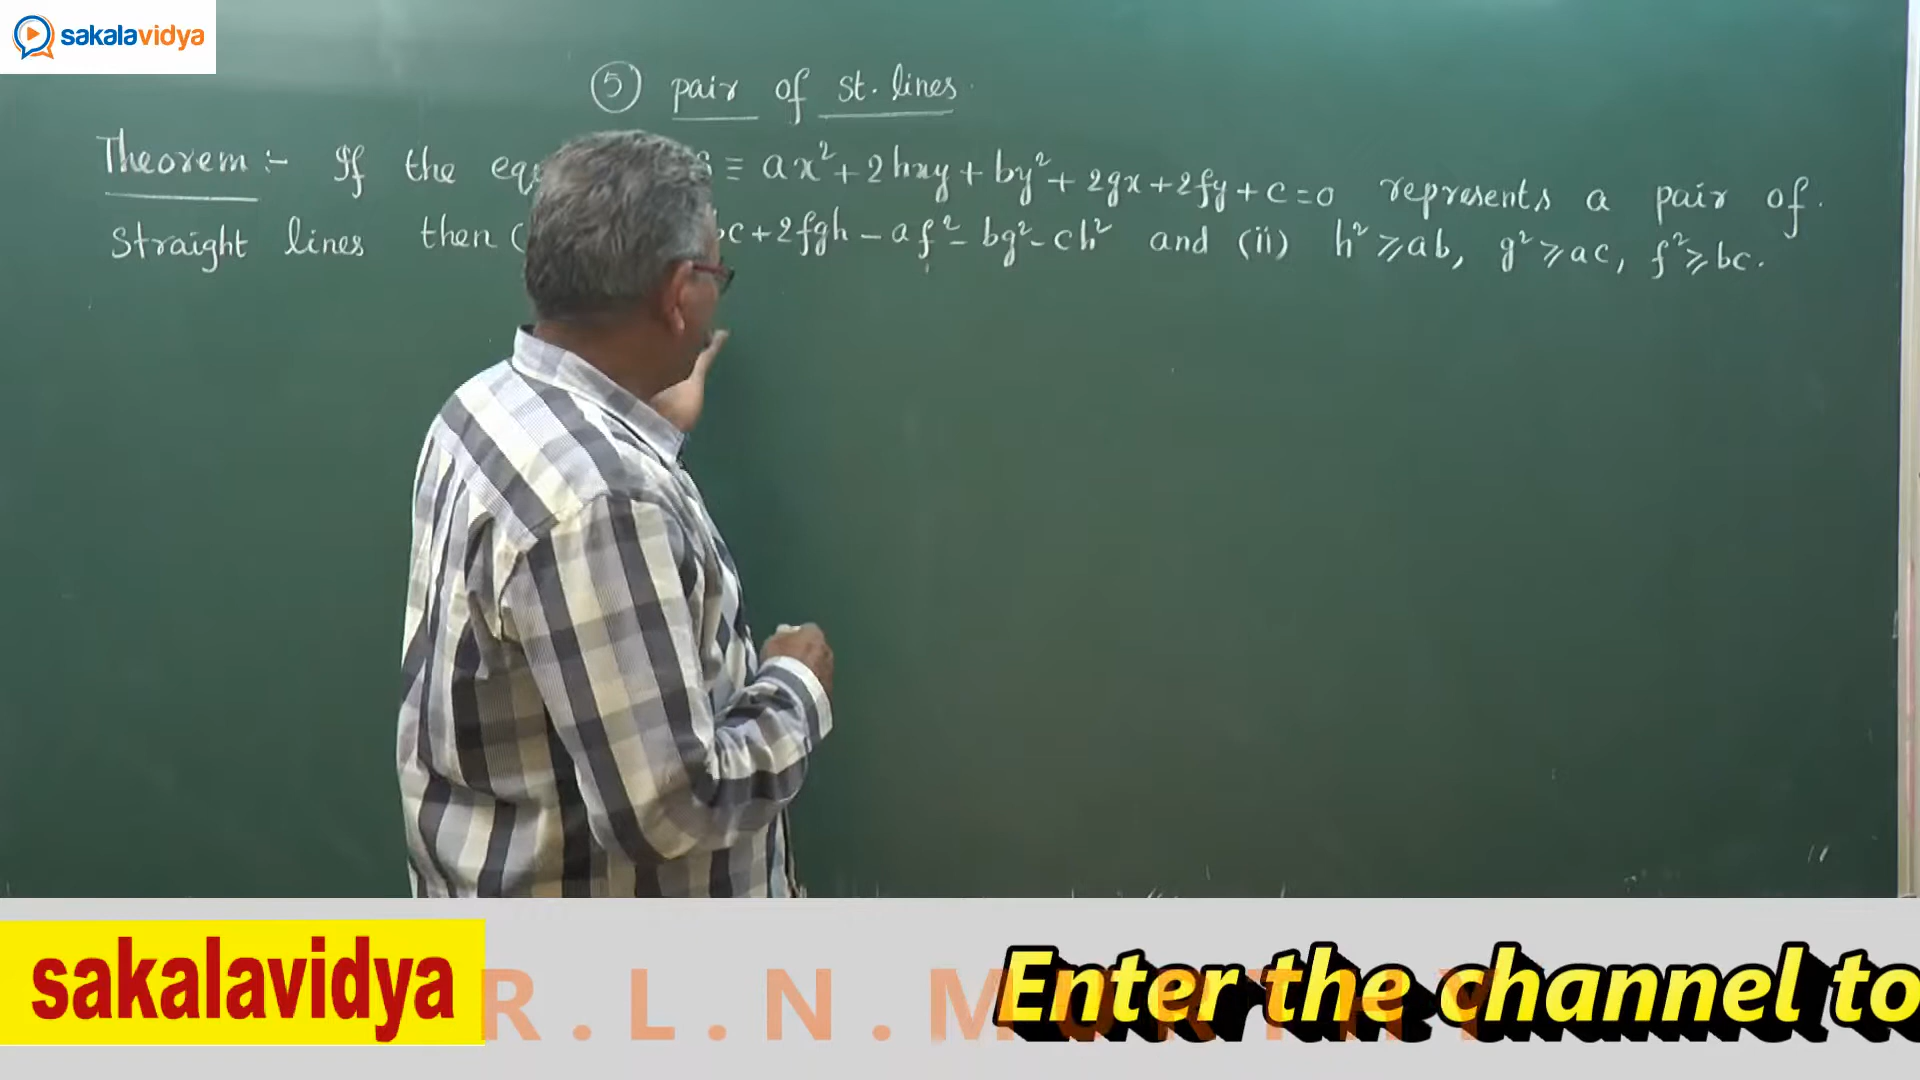 sakalavidya
⑤ pair of st. lines.
Theorem :- If the S ≡ ax² + 2hxy + by² + 2gx + 2fy + c = 0 represents a pair of
straight lines then ( bc + 2fgh - af² - bg² - ch² and (ii) h² ⩾ ab, g² ⩾ ac, f² ⩾ bc.
sakalavidya
R . L . N . MURTHY
Enter the channel to